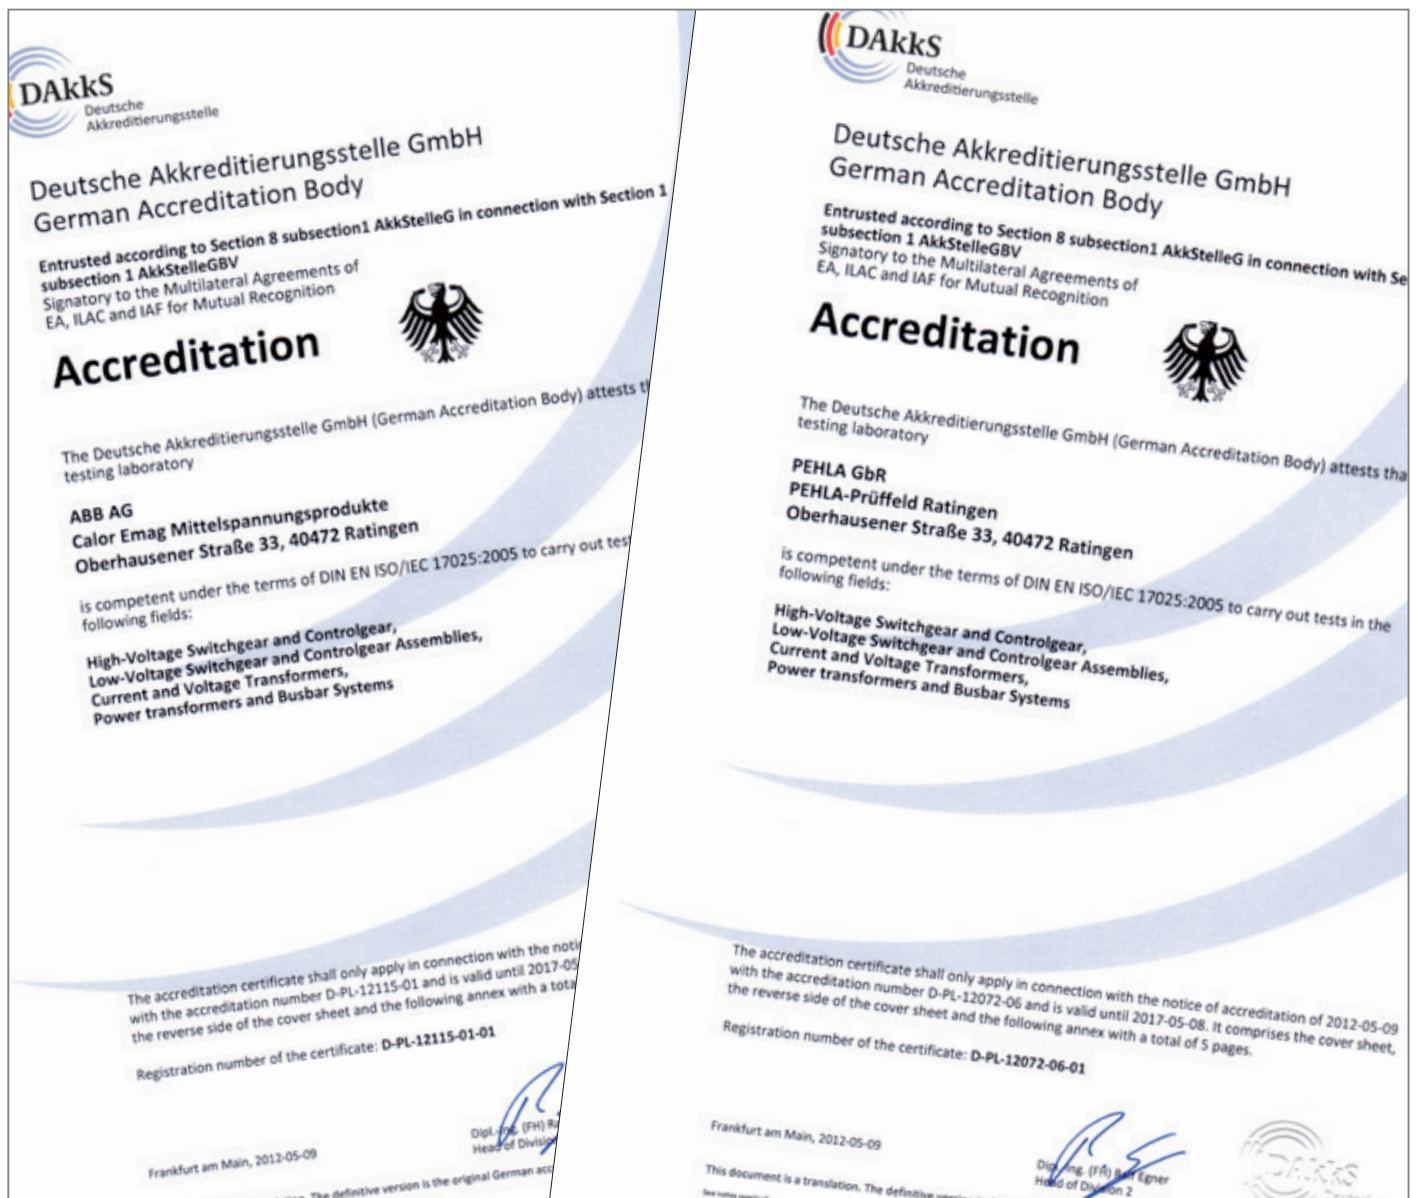 DAkkS
Deutsche
Akkreditierungsstelle
Deutsche Akkreditierungsstelle GmbH
German Accreditation Body
Entrusted according to Section 8 subsection1 AkkStelleG in connection with Section 1
subsection 1 AkkStelleGBV
Signatory to the Multilateral Agreements of
EA, ILAC and IAF for Mutual Recognition
Accreditation
The Deutsche Akkreditierungsstelle GmbH (German Accreditation Body) attests
testing laboratory
ABB AG
Calor Emag Mittelspannungsprodukte
Oberhausener Straße 33, 40472 Ratingen
is competent under the terms of DIN EN ISO/IEC 17025:2005 to carry out
following fields:
High-Voltage Switchgear and Controlgear,
Low-Voltage Switchgear and Controlgear Assemblies,
Current and Voltage Transformers,
Power transformers and Busbar Systems
The accreditation certificate shall only apply in connection with the
with the accreditation number D-PL-12115-01 and is valid until 2017-05
the reverse side of the cover sheet and the following annex with a
Registration number of the certificate: D-PL-12115-01-01
Dipl.-Ing. (FH)
Head of Division
Frankfurt am Main, 2012-05-09
The definitive version is the original German
DAkkS
Deutsche
Akkreditierungsstelle
Deutsche Akkreditierungsstelle GmbH
German Accreditation Body
Entrusted according to Section 8 subsection1 AkkStelleG in connection with
subsection 1 AkkStelleGBV
Signatory to the Multilateral Agreements of
EA, ILAC and IAF for Mutual Recognition
Accreditation
The Deutsche Akkreditierungsstelle GmbH (German Accreditation Body) attests
testing laboratory
PEHLA GbR
PEHLA-Prüffeld Ratingen
Oberhausener Straße 33, 40472 Ratingen
is competent under the terms of DIN EN ISO/IEC 17025:2005 to carry out tests in the
following fields:
High-Voltage Switchgear and Controlgear,
Low-Voltage Switchgear and Controlgear Assemblies,
Current and Voltage Transformers,
Power transformers and Busbar Systems
The accreditation certificate shall only apply in connection with the notice of accreditation of 2012-05-09
with the accreditation number D-PL-12072-06 and is valid until 2017-05-08. It comprises the cover sheet,
the reverse side of the cover sheet and the following annex with a total of 5 pages.
Registration number of the certificate: D-PL-12072-06-01
Frankfurt am Main, 2012-05-09
Dipl.-Ing. (FH) Ralf Egner
Head of Division 2
DAkkS
This document is a translation. The definitive